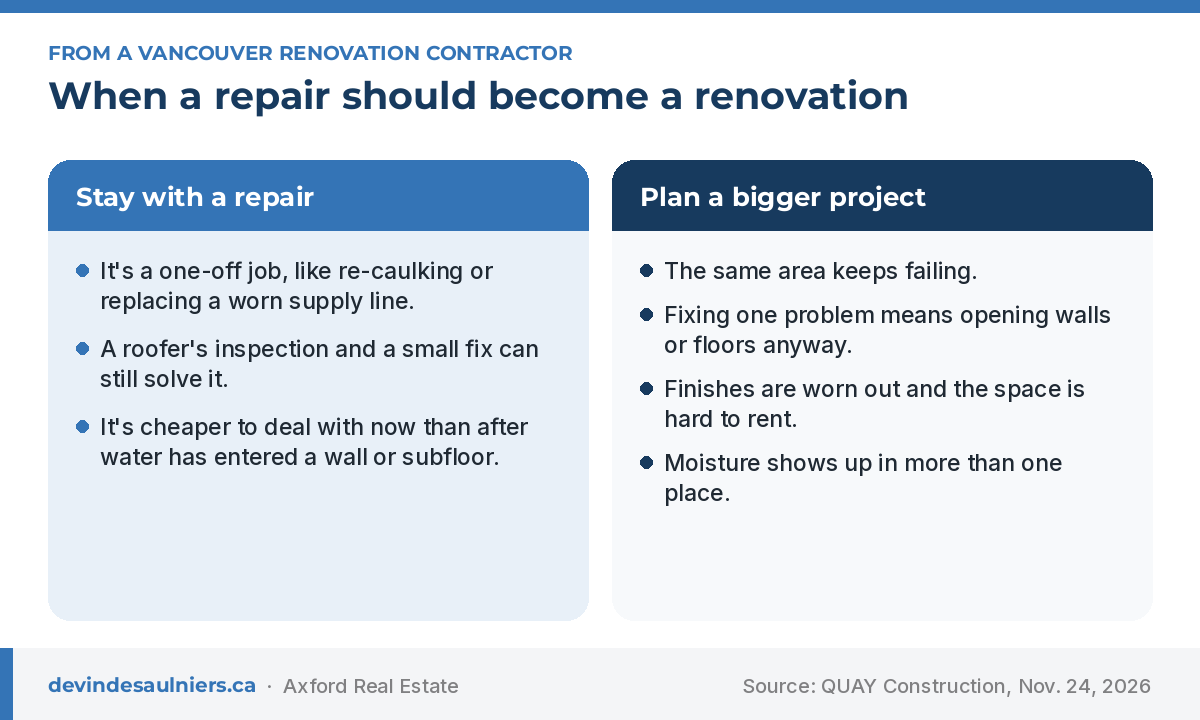 FROM A VANCOUVER RENOVATION CONTRACTOR
When a repair should become a renovation
Stay with a repair
It's a one-off job, like re-caulking or
replacing a worn supply line.
A roofer's inspection and a small fix can
still solve it.
It's cheaper to deal with now than after
water has entered a wall or subfloor.
Plan a bigger project
The same area keeps failing.
Fixing one problem means opening walls
or floors anyway.
Finishes are worn out and the space is
hard to rent.
Moisture shows up in more than one
place.
devindesaulniers.ca · Axford Real Estate
Source: QUAY Construction, Nov. 24, 2026